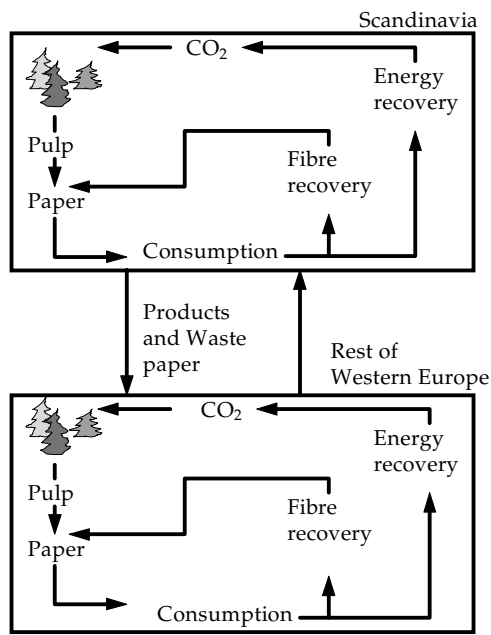 Scandinavia
CO₂
Energy
recovery
Pulp
Fibre
recovery
Paper
Consumption
Products
and Waste
paper
Rest of
Western Europe
CO₂
Energy
recovery
Pulp
Fibre
recovery
Paper
Consumption